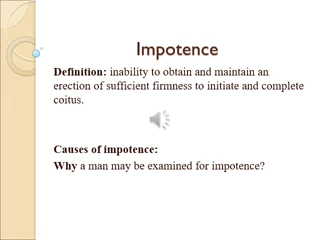 Impotence
Definition: inability to obtain and maintain an
erection of sufficient firmness to initiate and complete
coitus.
Causes of impotence:
Why a man may be examined for impotence?